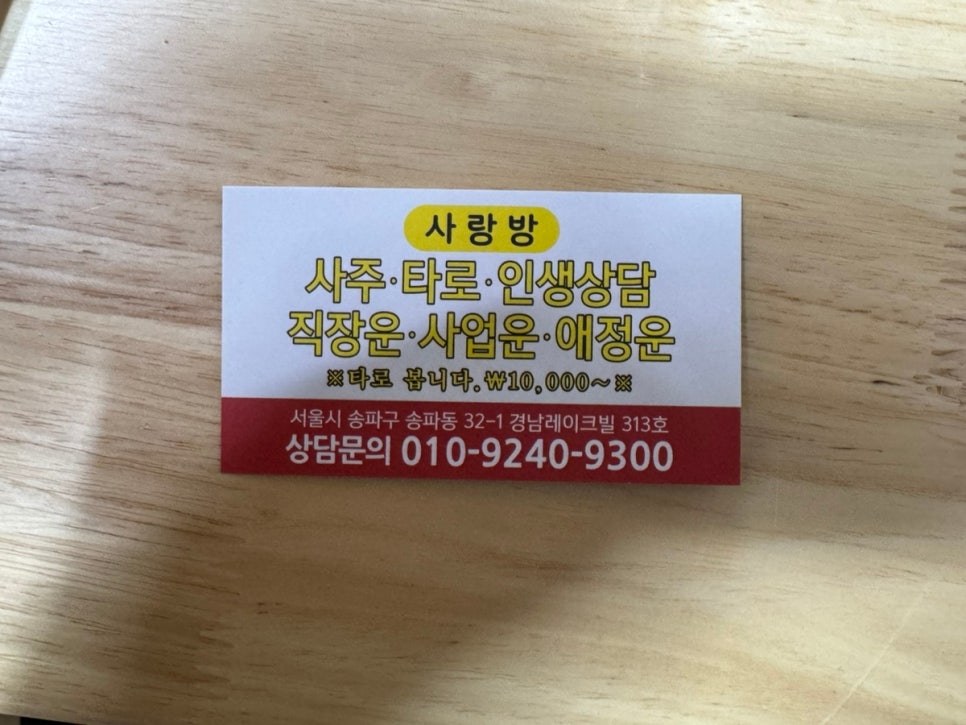 사랑방
사주·타로·인생상담
직장운·사업운·애정운
※타로 봅니다.₩10,000~※
서울시 송파구 송파동 32-1 경남레이크빌 313호
상담문의 010-9240-9300